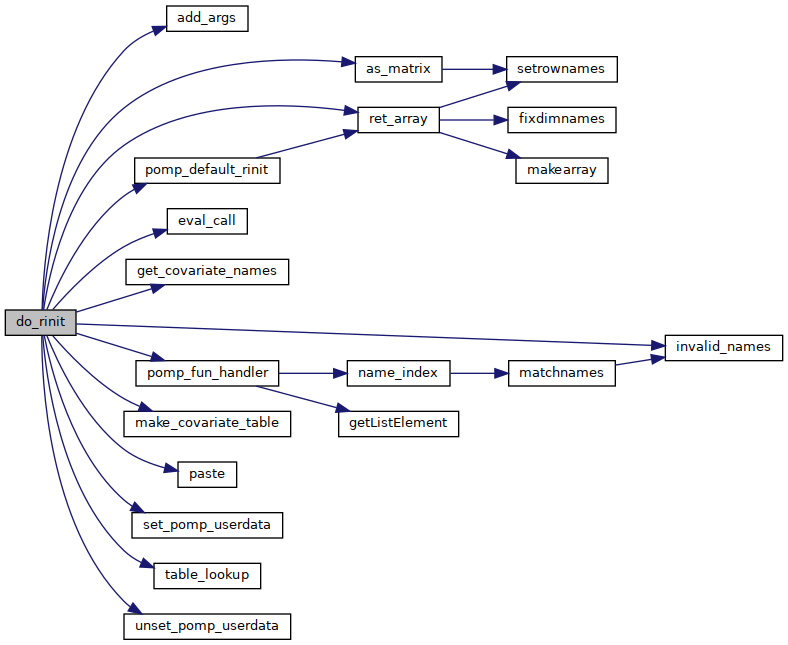 add_args
as_matrix
setrownames
ret_array
fixdimnames
pomp_default_rinit
makearray
eval_call
get_covariate_names
do_rinit
invalid_names
pomp_fun_handler
name_index
matchnames
make_covariate_table
getListElement
paste
set_pomp_userdata
table_lookup
unset_pomp_userdata